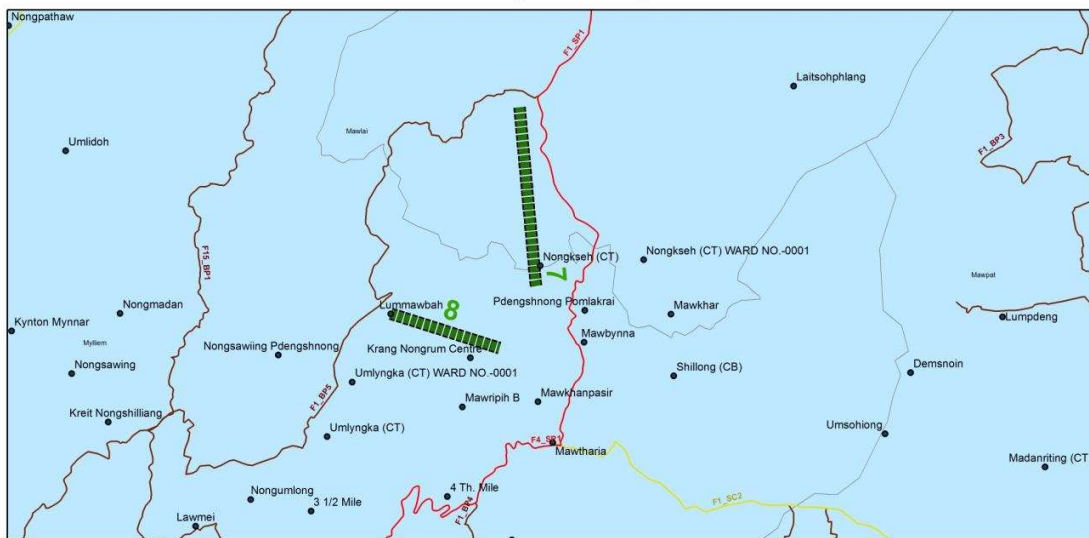 Nongpathaw
F1_SP1
Laitsohphlang
Mawlai
Umlidoh
F1_BP3
F15_BP1
Nongkseh (CT)
Nongkseh (CT) WARD NO.-0001
7
Mawpat
Nongmadan
Lummawbah
8
Pdengshnong Pomlakrai
Mawkhar
Lumpdeng
Kynton Mynnar
Mylliem
Mawbynna
Nongsawiing Pdengshnong
Krang Nongrum Centre
Nongsawing
Umlyngka (CT) WARD NO.-0001
Shillong (CB)
Demsnoin
F1_BP5
Mawripih B
Mawkhanpasir
Kreit Nongshilliang
Umlyngka (CT)
F4_SP1
Mawtharia
Umsohiong
Madanriting (CT
Nongumlong
4 Th. Mile
F1_SC2
3 1/2 Mile
F1_BP4
Lawmei